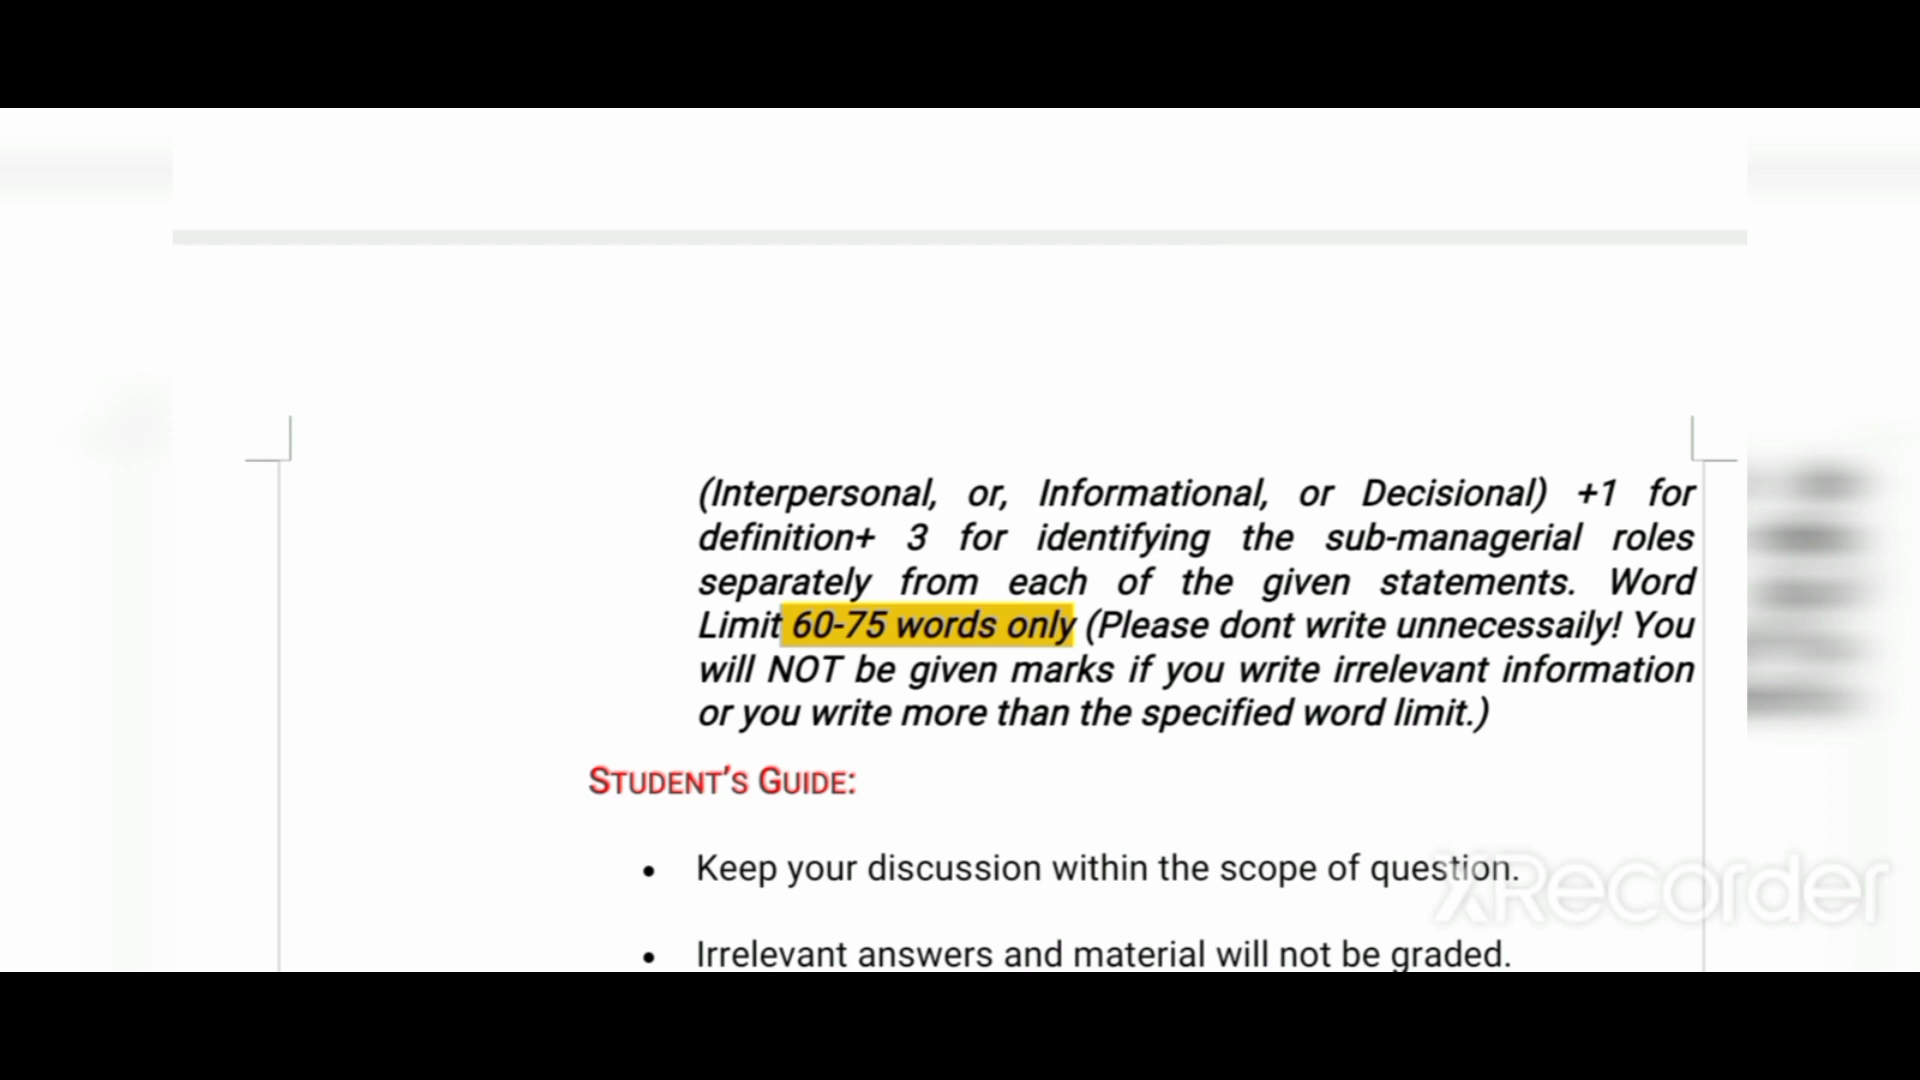 (Interpersonal, or, Informational, or Decisional) +1 for
definition+ 3 for identifying the sub-managerial roles
separately from each of the given statements. Word
Limit 60-75 words only (Please dont write unnecessaily! You
will NOT be given marks if you write irrelevant information
or you write more than the specified word limit.)
STUDENT'S GUIDE:
• Keep your discussion within the scope of question.
XRecorder
• Irrelevant answers and material will not be graded.